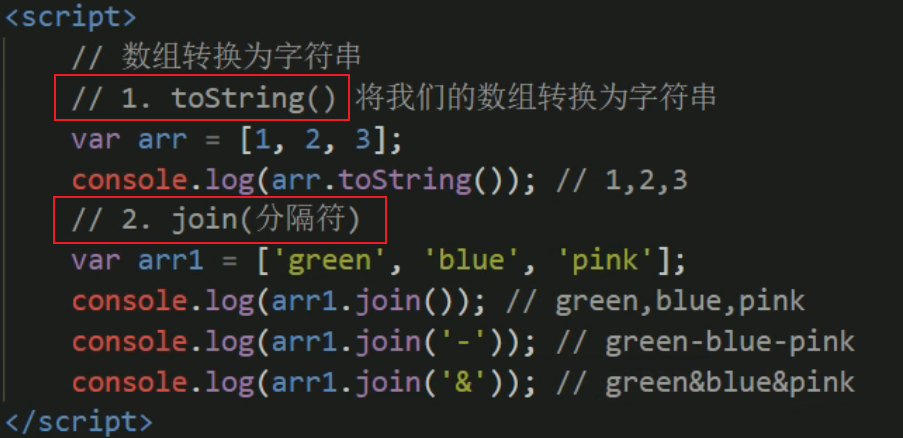 <script>
// 数组转换为字符串
// 1. toString() 将我们的数组转换为字符串
var arr = [1, 2, 3];
console.log(arr.toString()); // 1,2,3
// 2. join(分隔符)
var arr1 = ['green', 'blue', 'pink'];
console.log(arr1.join()); // green,blue,pink
console.log(arr1.join('-')); // green-blue-pink
console.log(arr1.join('&')); // green&blue&pink
</script>